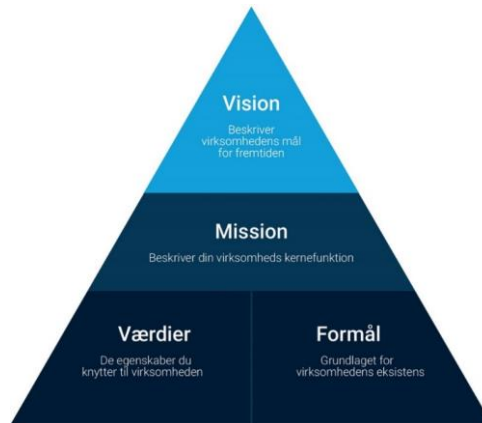 Vision
Beskriver
virksomhedens mål
for fremtiden
Mission
Beskriver din virksomheds kernefunktion
Værdier
De egenskaber du
knytter til virksomheden
Formål
Grundlaget for
virksomhedens eksistens